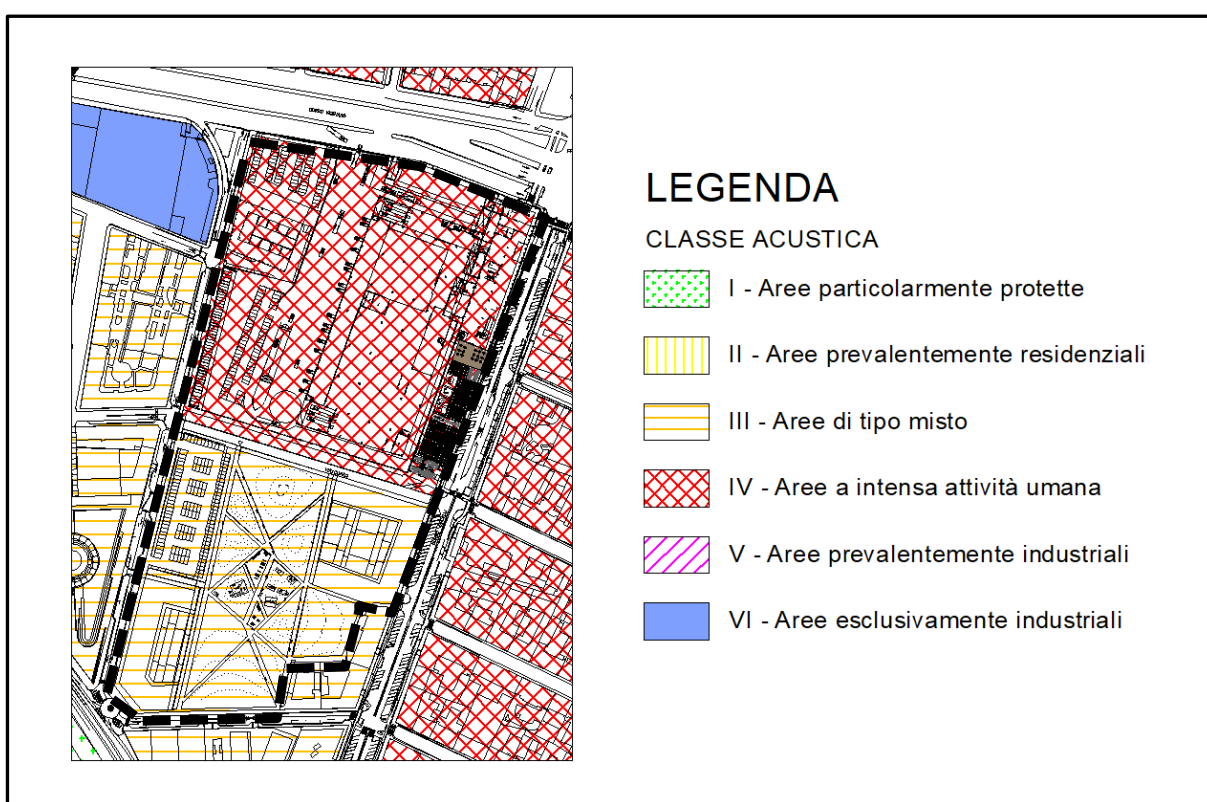 LEGENDA
CLASSE ACUSTICA
I - Aree particolarmente protette
II - Aree prevalentemente residenziali
III - Aree di tipo misto
IV - Aree a intensa attività umana
V - Aree prevalentemente industriali
VI - Aree esclusivamente industriali